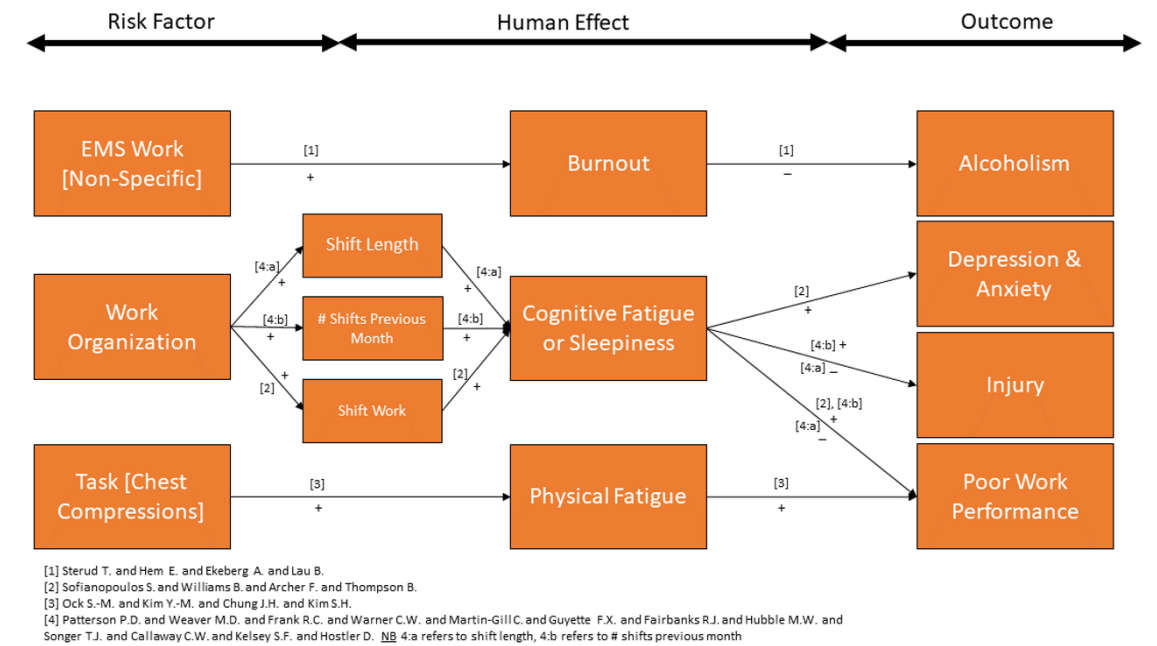 Risk Factor
Human Effect
Outcome
EMS Work
[Non-Specific]
[1]
+
Burnout
[1]
–
Alcoholism
Work
Organization
[4:a]
+
[4:b]
+
+
[2]
Shift Length
# Shifts Previous
Month
Shift Work
[4:a]
+
[4:b]
+
[2]
+
Cognitive Fatigue
or Sleepiness
[2]
+
[4:b] +
[4:a] –
[2], [4:b]
+
[4:a]
–
Depression &
Anxiety
Injury
Task [Chest
Compressions]
[3]
+
Physical Fatigue
[3]
+
Poor Work
Performance
[1] Sterud T. and Hem E. and Ekeberg A. and Lau B.
[2] Sofianopoulos S. and Williams B. and Archer F. and Thompson B.
[3] Ock S.-M. and Kim Y.-M. and Chung J.H. and Kim S.H.
[4] Patterson P.D. and Weaver M.D. and Frank R.C. and Warner C.W. and Martin-Gill C. and Guyette F.X. and Fairbanks R.J. and Hubble M.W. and
Songer T.J. and Callaway C.W. and Kelsey S.F. and Hostler D. NB 4:a refers to shift length, 4:b refers to # shifts previous month